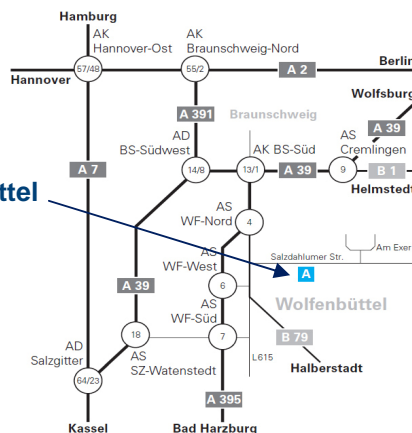 Hamburg
AK
Hannover-Ost
AK
Braunschweig-Nord
57/48
55/2
A 2
Berlin
Hannover
Wolfsburg
A 391
Braunschweig
A 39
AD
BS-Südwest
AK BS-Süd
AS
Cremlingen
A 7
14/8
13/1
A 39
9
B 1
Helmstedt
ttel
AS
WF-Nord
4
Am Exer
Salzdahlumer Str.
AS
WF-West
A
A 39
6
Wolfenbüttel
AS
WF-Süd
18
7
B 79
AD
Salzgitter
AS
SZ-Watenstedt
L615
Halberstadt
64/23
A 395
Kassel
Bad Harzburg